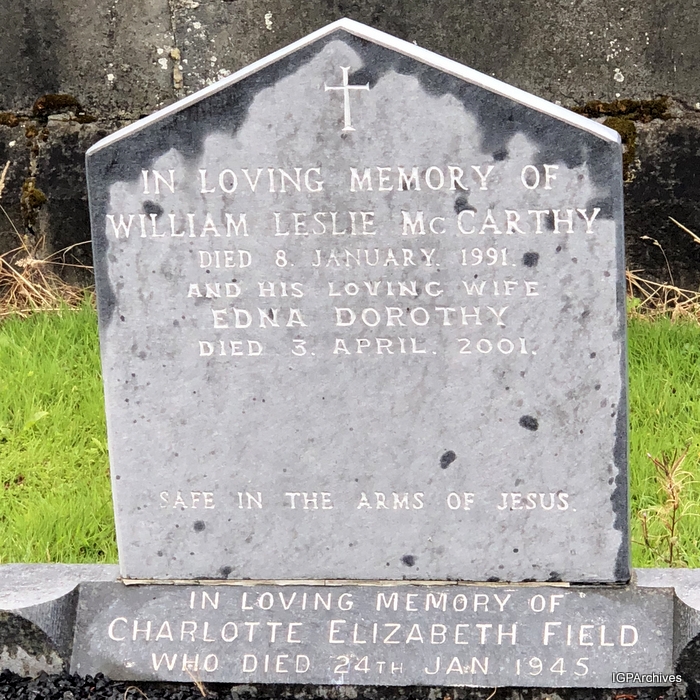 IN LOVING MEMORY OF
WILLIAM LESLIE McCARTHY
DIED 8. JANUARY. 1991.
AND HIS LOVING WIFE
EDNA DOROTHY
DIED 3. APRIL. 2001.
SAFE IN THE ARMS OF JESUS.
IN LOVING MEMORY OF
CHARLOTTE ELIZABETH FIELD
WHO DIED 24TH JAN 1945.
IGPArchives